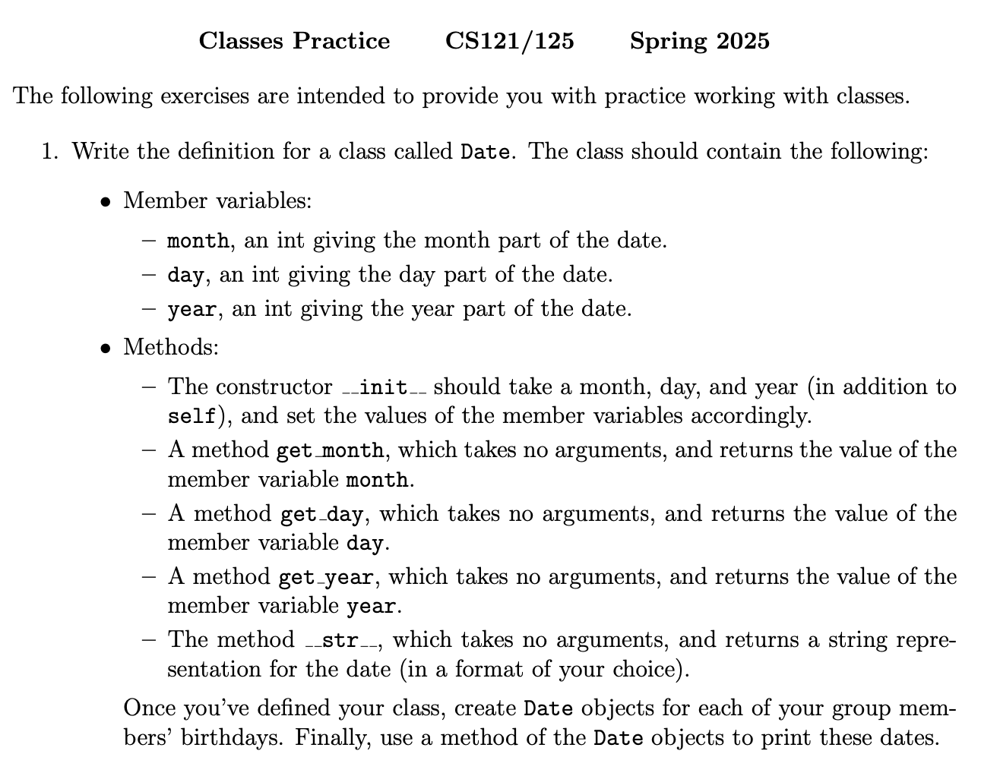 Classes Practice CS121/125 Spring 2025
The following exercises are intended to provide you with practice working with classes.
1. Write the definition for a class called Date. The class should contain the following:
• Member variables:
– month, an int giving the month part of the date.
– day, an int giving the day part of the date.
– year, an int giving the year part of the date.
• Methods:
– The constructor __init__ should take a month, day, and year (in addition to
self), and set the values of the member variables accordingly.
– A method get_month, which takes no arguments, and returns the value of the
member variable month.
– A method get_day, which takes no arguments, and returns the value of the
member variable day.
– A method get_year, which takes no arguments, and returns the value of the
member variable year.
– The method __str__, which takes no arguments, and returns a string repre-
sentation for the date (in a format of your choice).
Once you've defined your class, create Date objects for each of your group mem-
bers' birthdays. Finally, use a method of the Date objects to print these dates.